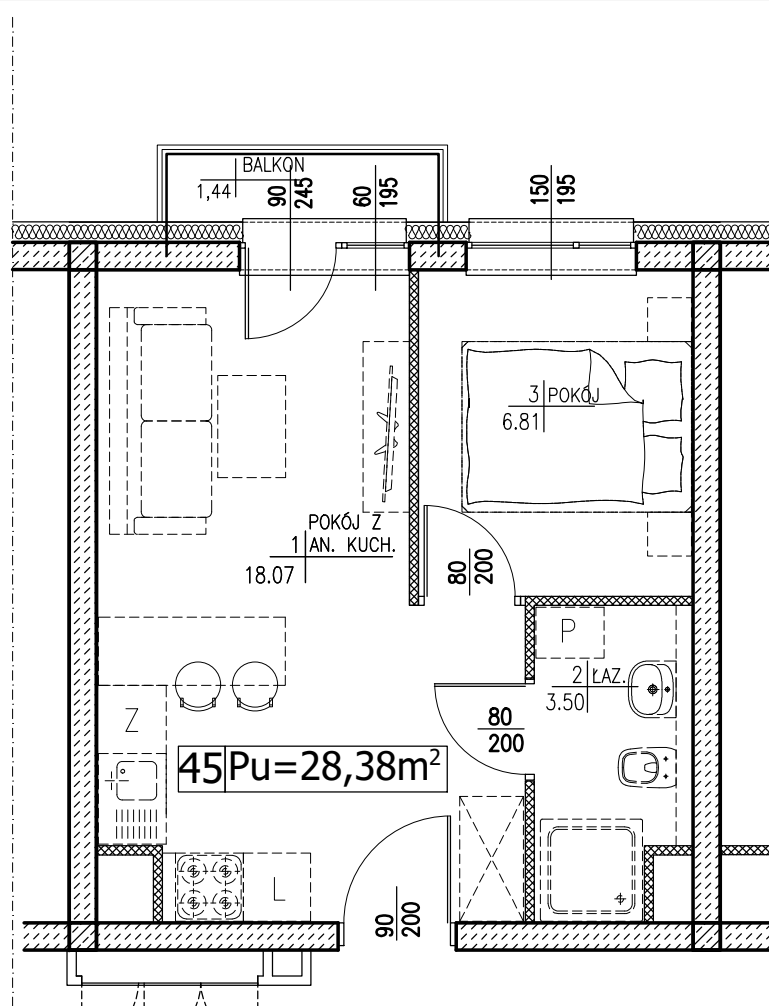 BALKON
1,44
90
245
60
195
150
195
3 POKÓJ
6.81
POKÓJ Z
1 AN. KUCH.
18.07
80
200
P
2 ŁAZ.
3.50
Z
80
200
45 Pu=28,38m²
L
90
200